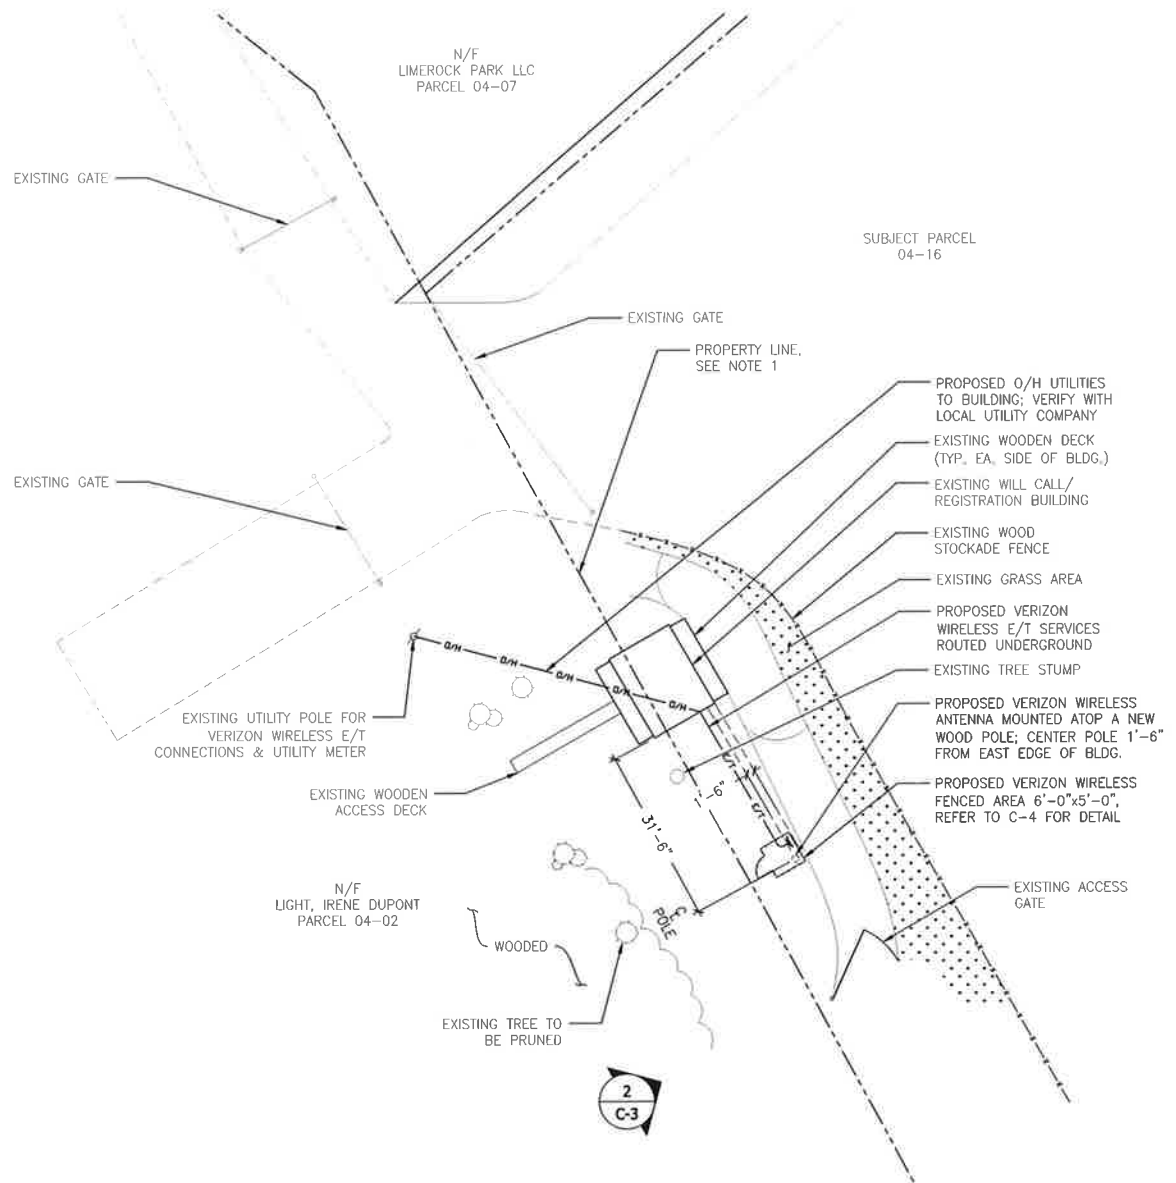 N/F
LIMEROCK PARK LLC
PARCEL 04-07
EXISTING GATE
SUBJECT PARCEL
04-16
EXISTING GATE
PROPERTY LINE,
SEE NOTE 1
PROPOSED O/H UTILITIES
TO BUILDING; VERIFY WITH
LOCAL UTILITY COMPANY
EXISTING WOODEN DECK
(TYP. EA. SIDE OF BLDG.)
EXISTING GATE
EXISTING WILL CALL/
REGISTRATION BUILDING
EXISTING WOOD
STOCKADE FENCE
EXISTING GRASS AREA
PROPOSED VERIZON
WIRELESS E/T SERVICES
ROUTED UNDERGROUND
O/H
O/H
O/H
O/H
O/H
EXISTING TREE STUMP
EXISTING UTILITY POLE FOR
VERIZON WIRELESS E/T
CONNECTIONS & UTILITY METER
PROPOSED VERIZON WIRELESS
ANTENNA MOUNTED ATOP A NEW
WOOD POLE; CENTER POLE 1'-6"
FROM EAST EDGE OF BLDG.
E/T
E/T
1'-6"
31'-6"
EXISTING WOODEN
ACCESS DECK
PROPOSED VERIZON WIRELESS
FENCED AREA 6'-0"x5'-0",
REFER TO C-4 FOR DETAIL
N/F
LIGHT, IRENE DUPONT
PARCEL 04-02
EXISTING ACCESS
GATE
CL
POLE
WOODED
EXISTING TREE TO
BE PRUNED
2
C-3